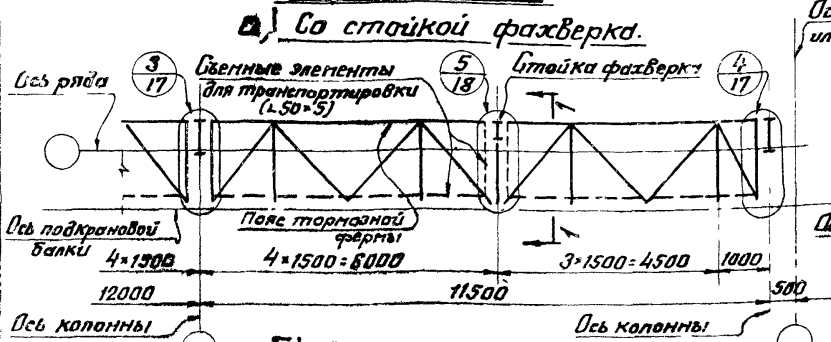 а) Со стойкой фахверка.
3
17
Съемные элементы
для транспортировки
(∟50×5)
5
18
Стойка фахверка
4
17
Ось ряда
1
1
Ось подкрановой
балки
Пояс тормозной
фермы
4×1500
4×1500=6000
3×1500=4500
1000
12000
11500
500
Ось колонны
Ось колонны